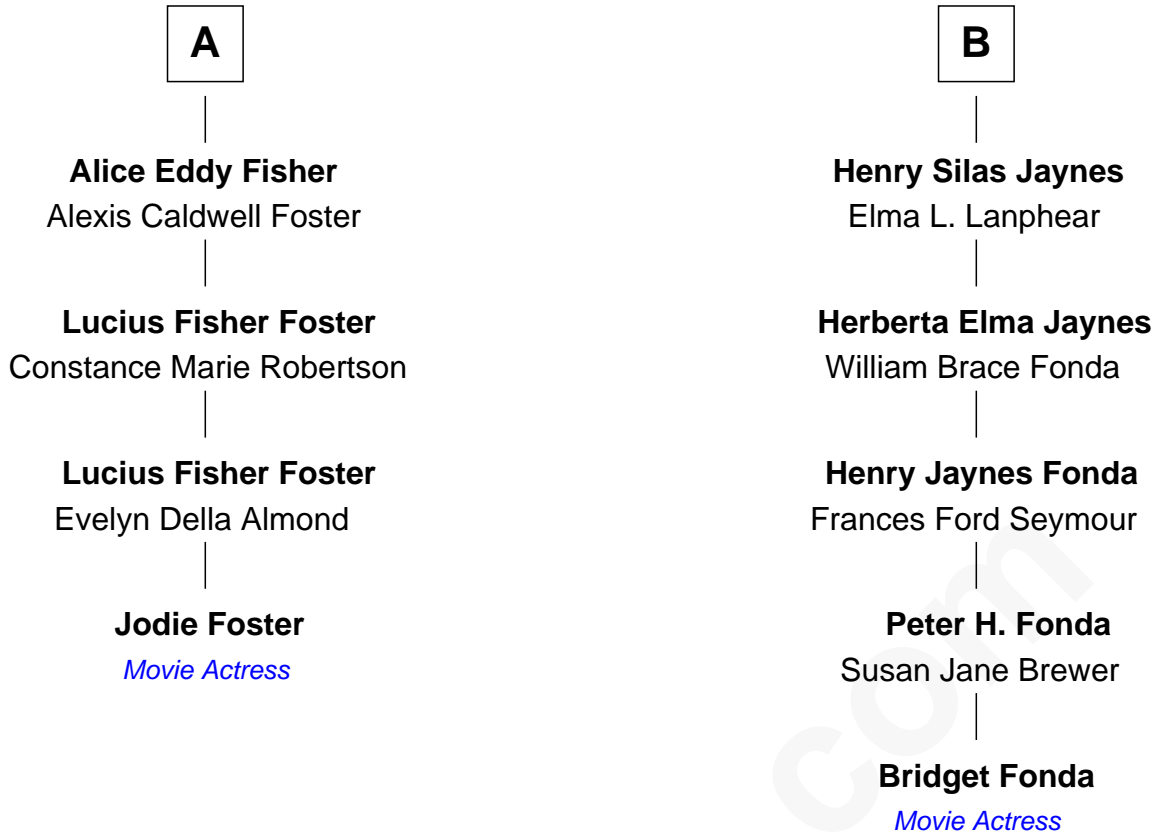 A
Alice Eddy Fisher
Alexis Caldwell Foster
Lucius Fisher Foster
Constance Marie Robertson
Lucius Fisher Foster
Evelyn Della Almond
Jodie Foster
Movie Actress
B
Henry Silas Jaynes
Elma L. Lanphear
Herberta Elma Jaynes
William Brace Fonda
Henry Jaynes Fonda
Frances Ford Seymour
Peter H. Fonda
Susan Jane Brewer
Bridget Fonda
Movie Actress
com